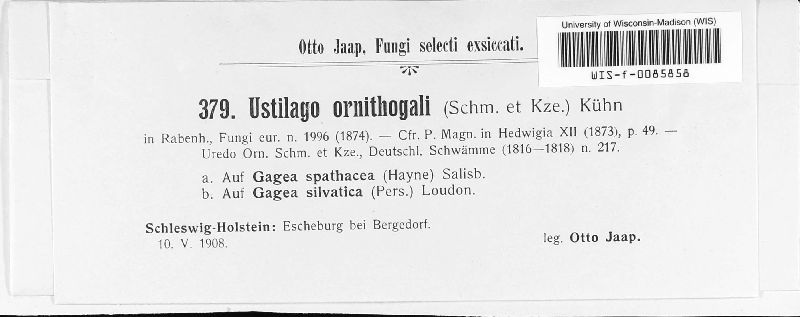 University of Wisconsin-Madison (WIS)
WIS-f-0085858
Otto Jaap, Fungi selecti exsiccati.
379. Ustilago ornithogali (Schm. et Kze.) Kühn
in Rabenh., Fungi eur. n. 1996 (1874). — Cfr. P. Magn. in Hedwigia XII (1873), p. 49. —
Uredo Orn. Schm. et Kze., Deutschl. Schwämme (1816—1818) n. 217.
a. Auf Gagea spathacea (Hayne) Salisb.
b. Auf Gagea silvatica (Pers.) Loudon.
Schleswig-Holstein: Escheburg bei Bergedorf.
10. V. 1908.
leg. Otto Jaap.